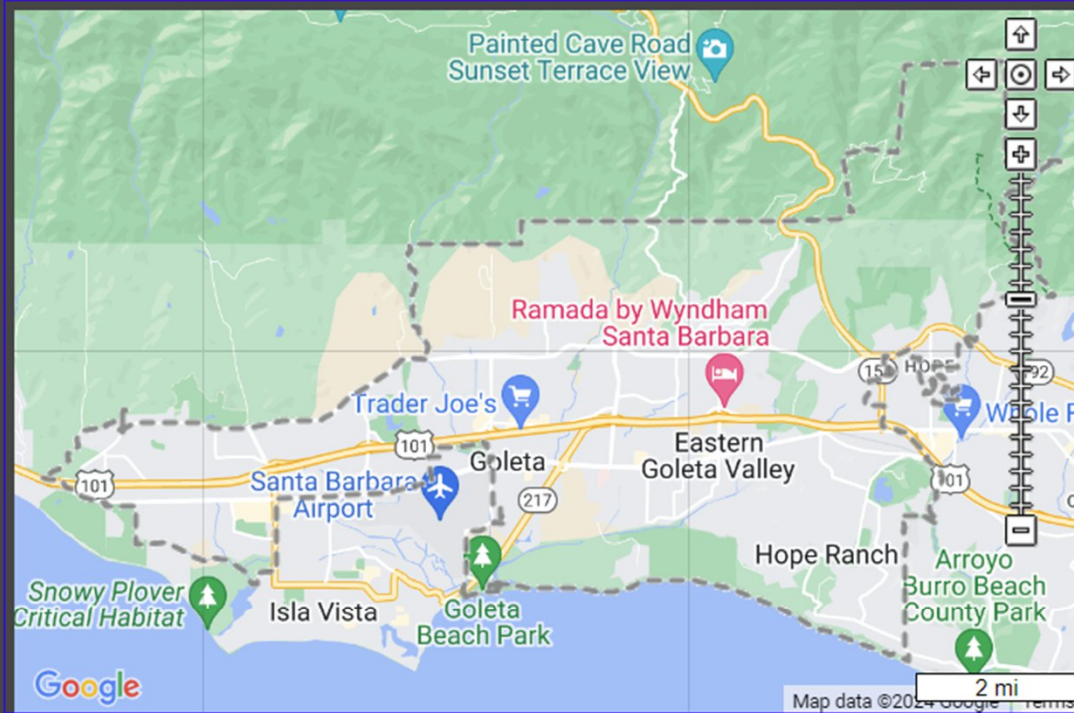 Painted Cave Road
Sunset Terrace View
Ramada by Wyndham
Santa Barbara
154
HOPE
192
Trader Joe's
Whole F
101
Goleta
Eastern
Goleta Valley
101
Santa Barbara
Airport
217
101
Hope Ranch
Arroyo
Burro Beach
County Park
Snowy Plover
Critical Habitat
Isla Vista
Goleta
Beach Park
Google
2 mi
Map data ©2024 Google
Terms